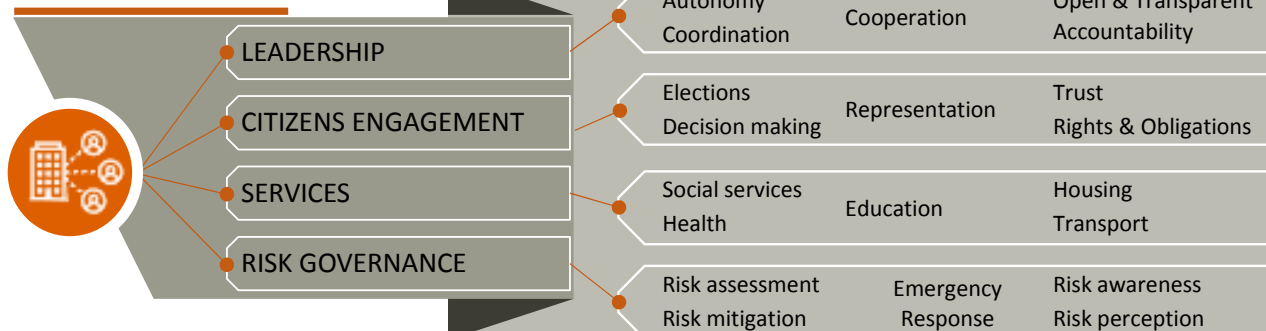 LEADERSHIP
Autonomy
Coordination
Cooperation
Open & Transparent
Accountability
CITIZENS ENGAGEMENT
Elections
Decision making
Representation
Trust
Rights & Obligations
SERVICES
Social services
Health
Education
Housing
Transport
RISK GOVERNANCE
Risk assessment
Risk mitigation
Emergency
Response
Risk awareness
Risk perception